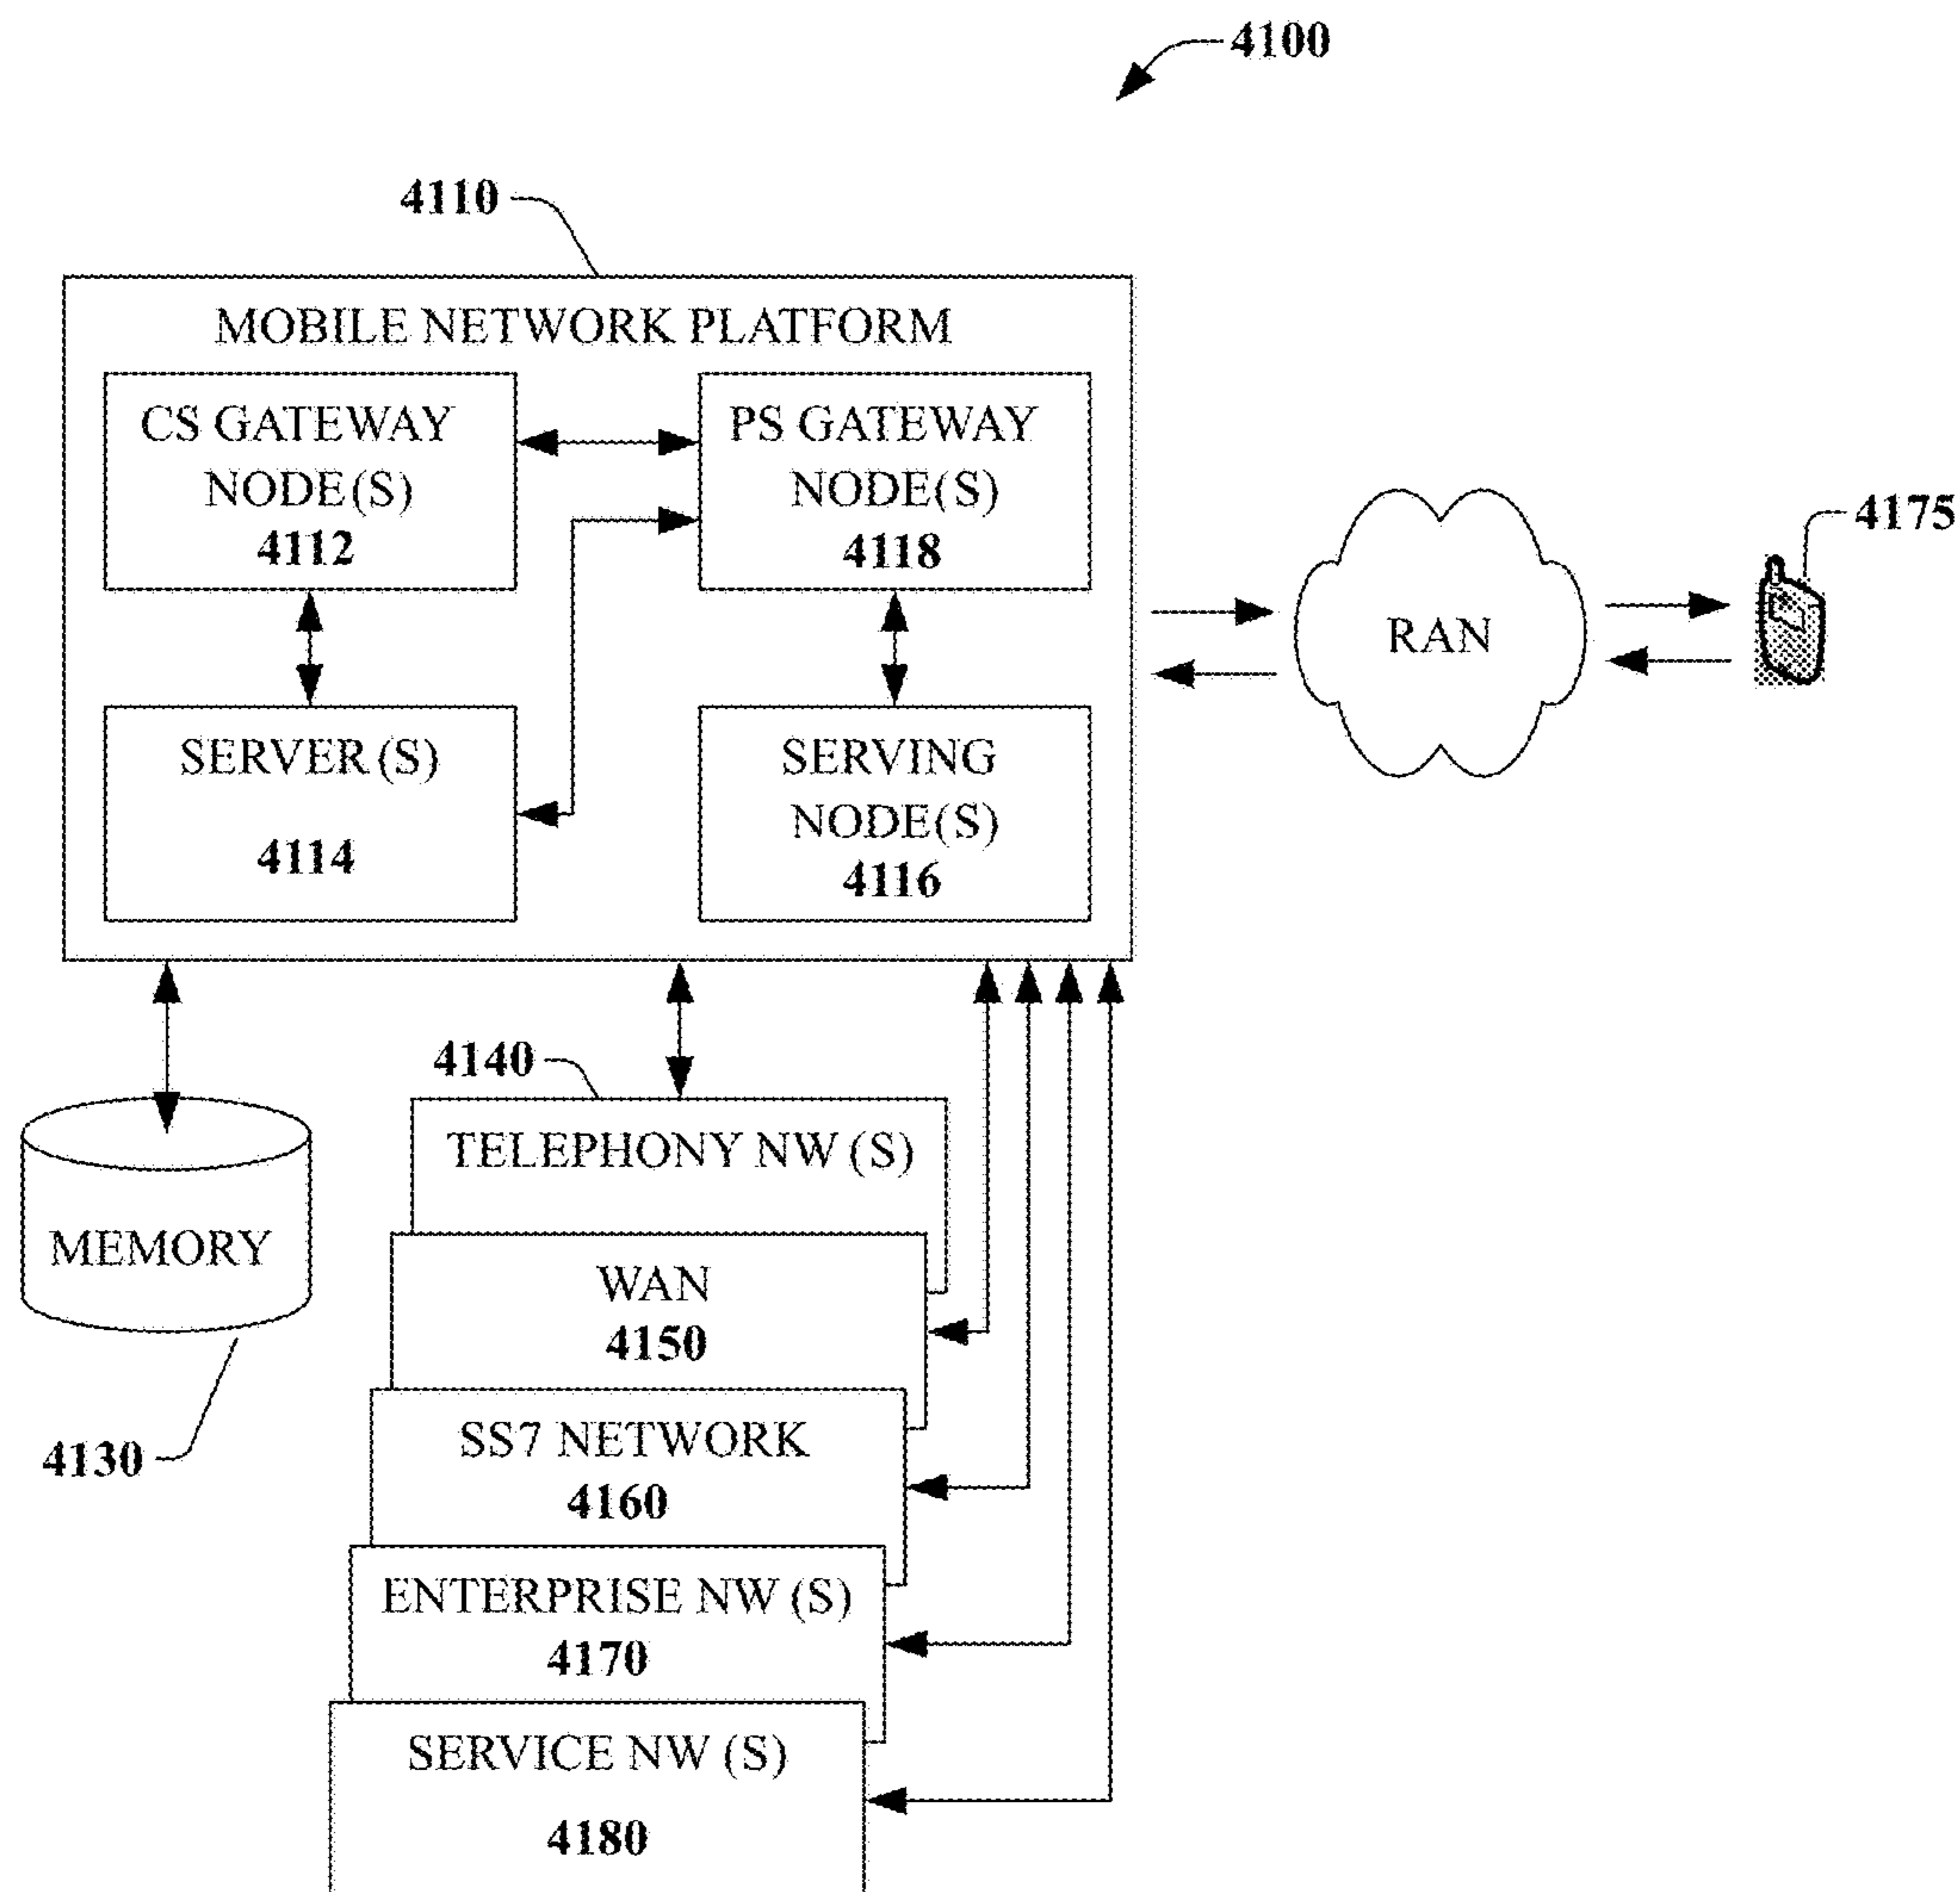 4100
4110
MOBILE NETWORK PLATFORM
CS GATEWAY
NODE(S)
4112
PS GATEWAY
NODE(S)
4118
SERVER (S)
4114
SERVING
NODE(S)
4116
RAN
4175
4140
TELEPHONY NW (S)
MEMORY
4130
WAN
4150
SS7 NETWORK
4160
ENTERPRISE NW (S)
4170
SERVICE NW (S)
4180